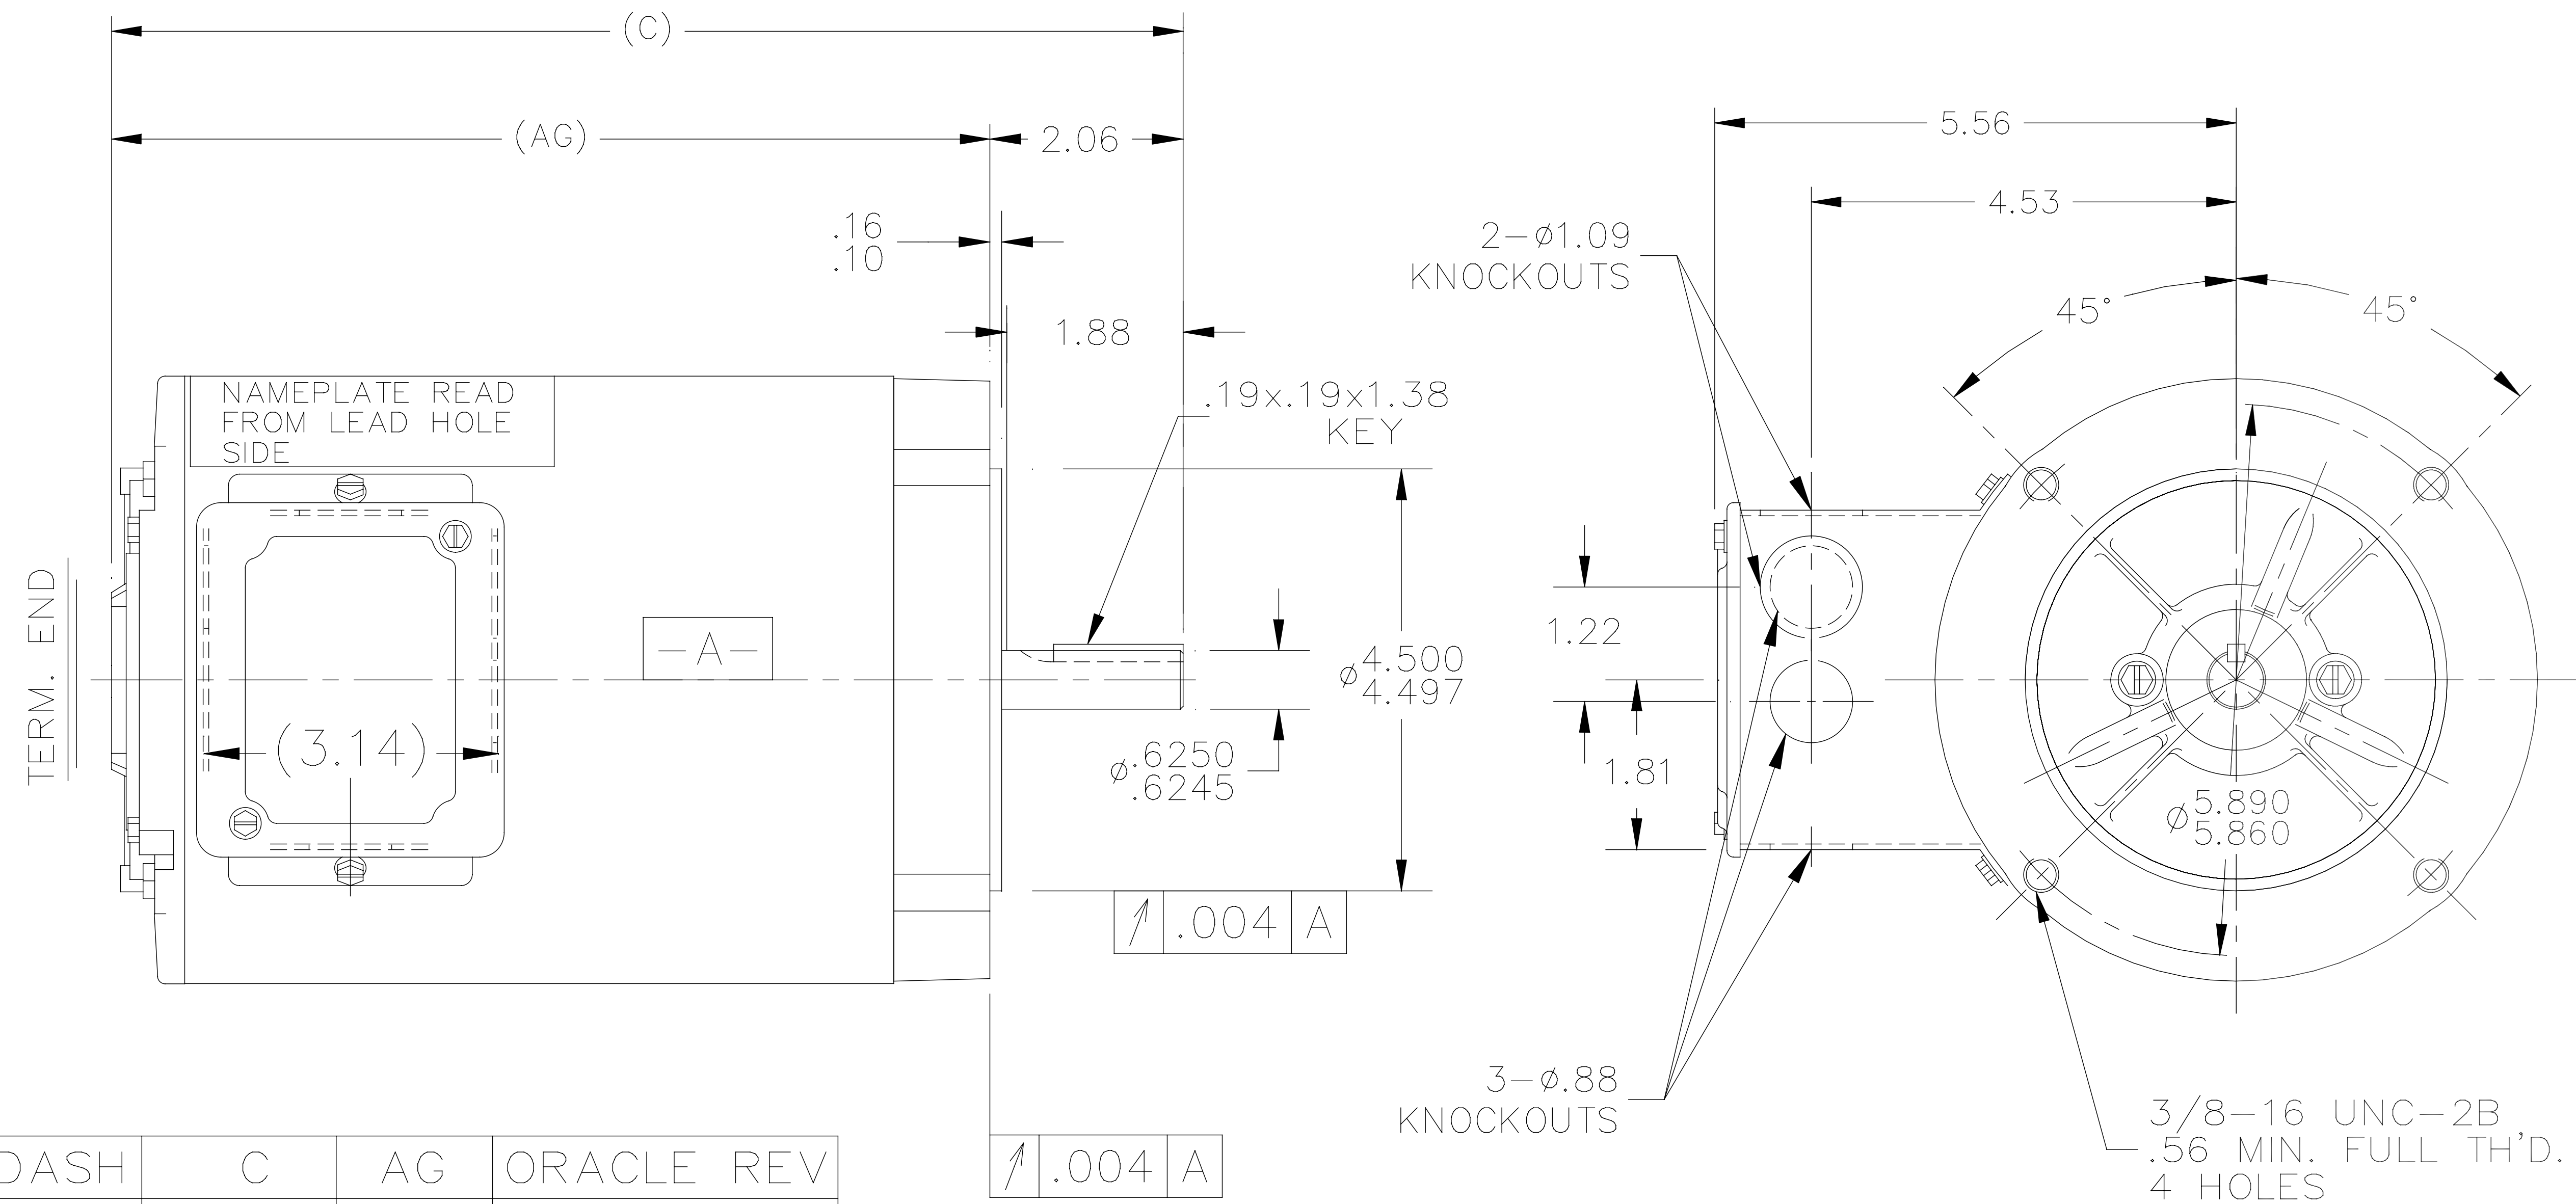 (C)
(AG)
2.06
.16
.10
1.88
.19x.19x1.38
KEY
NAMEPLATE READ
FROM LEAD HOLE
SIDE
TERM. END
(3.14)
-A-
ø4.500
4.497
ø.6250
.6245
.004 A
.004 A
5.56
4.53
2-ø1.09
KNOCKOUTS
45°
45°
1.22
1.81
ø5.890
5.860
3-ø.88
KNOCKOUTS
3/8-16 UNC-2B
.56 MIN. FULL TH'D.
4 HOLES
DASH C AG ORACLE REV